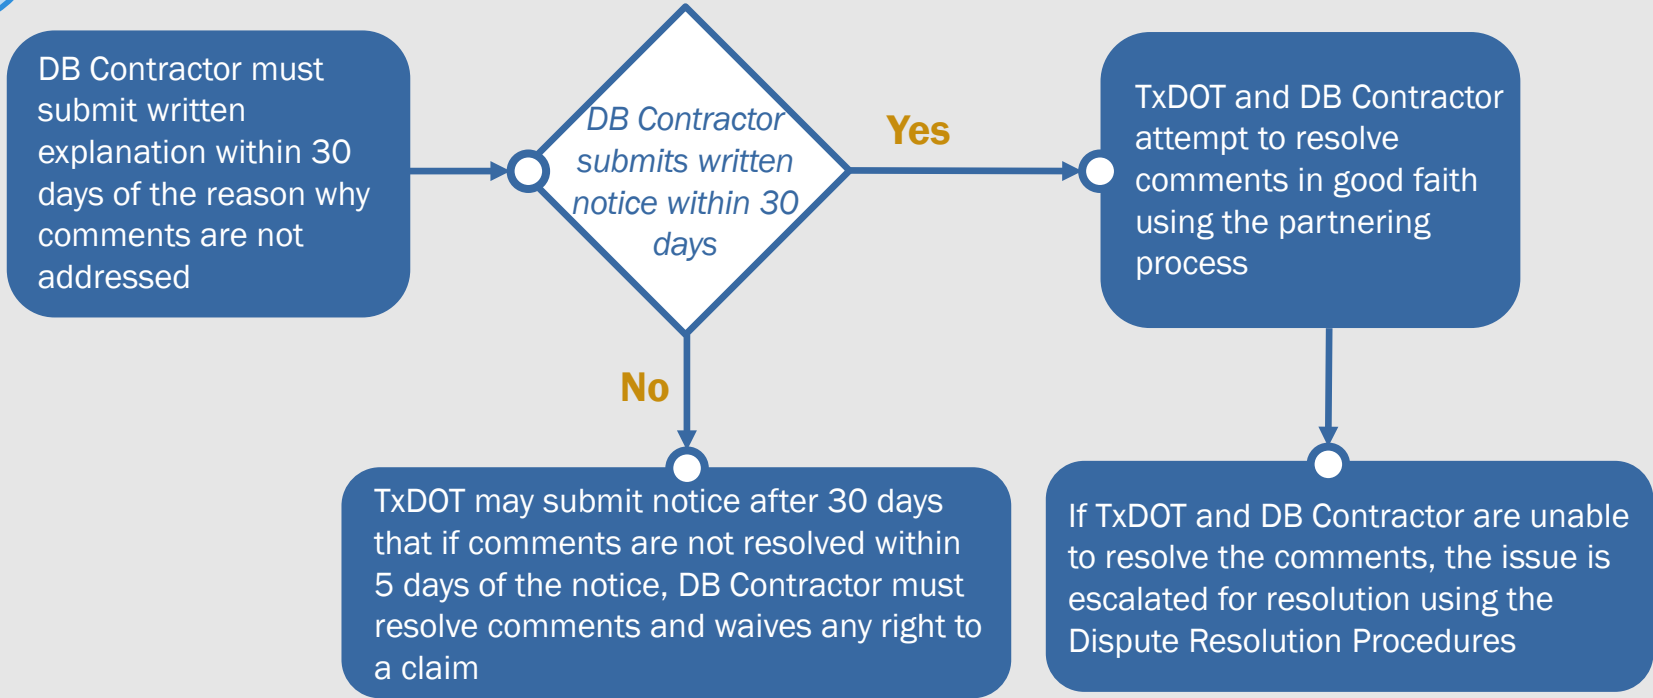 DB Contractor must
submit written
explanation within 30
days of the reason why
comments are not
addressed
DB Contractor
submits written
notice within 30
days
Yes
TxDOT and DB Contractor
attempt to resolve
comments in good faith
using the partnering
process
No
TxDOT may submit notice after 30 days
that if comments are not resolved within
5 days of the notice, DB Contractor must
resolve comments and waives any right to
a claim
If TxDOT and DB Contractor are unable
to resolve the comments, the issue is
escalated for resolution using the
Dispute Resolution Procedures